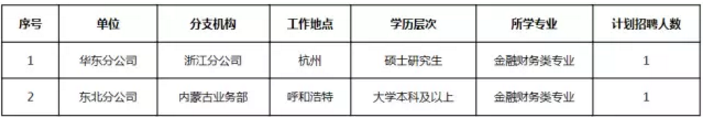 序号 单位 分支机构 工作地点 学历层次 所学专业 计划招聘人数
1 华东分公司 浙江分公司 杭州 硕士研究生 金融财务类专业 1
2 东北分公司 内蒙古业务部 呼和浩特 大学本科及以上 金融财务类专业 1